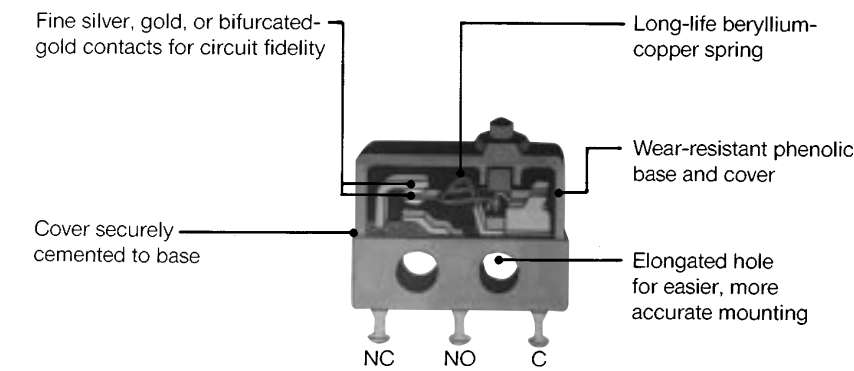 Fine silver, gold, or bifurcated-
gold contacts for circuit fidelity
Long-life beryllium-
copper spring
Wear-resistant phenolic
base and cover
Cover securely
cemented to base
Elongated hole
for easier, more
accurate mounting
NC NO C